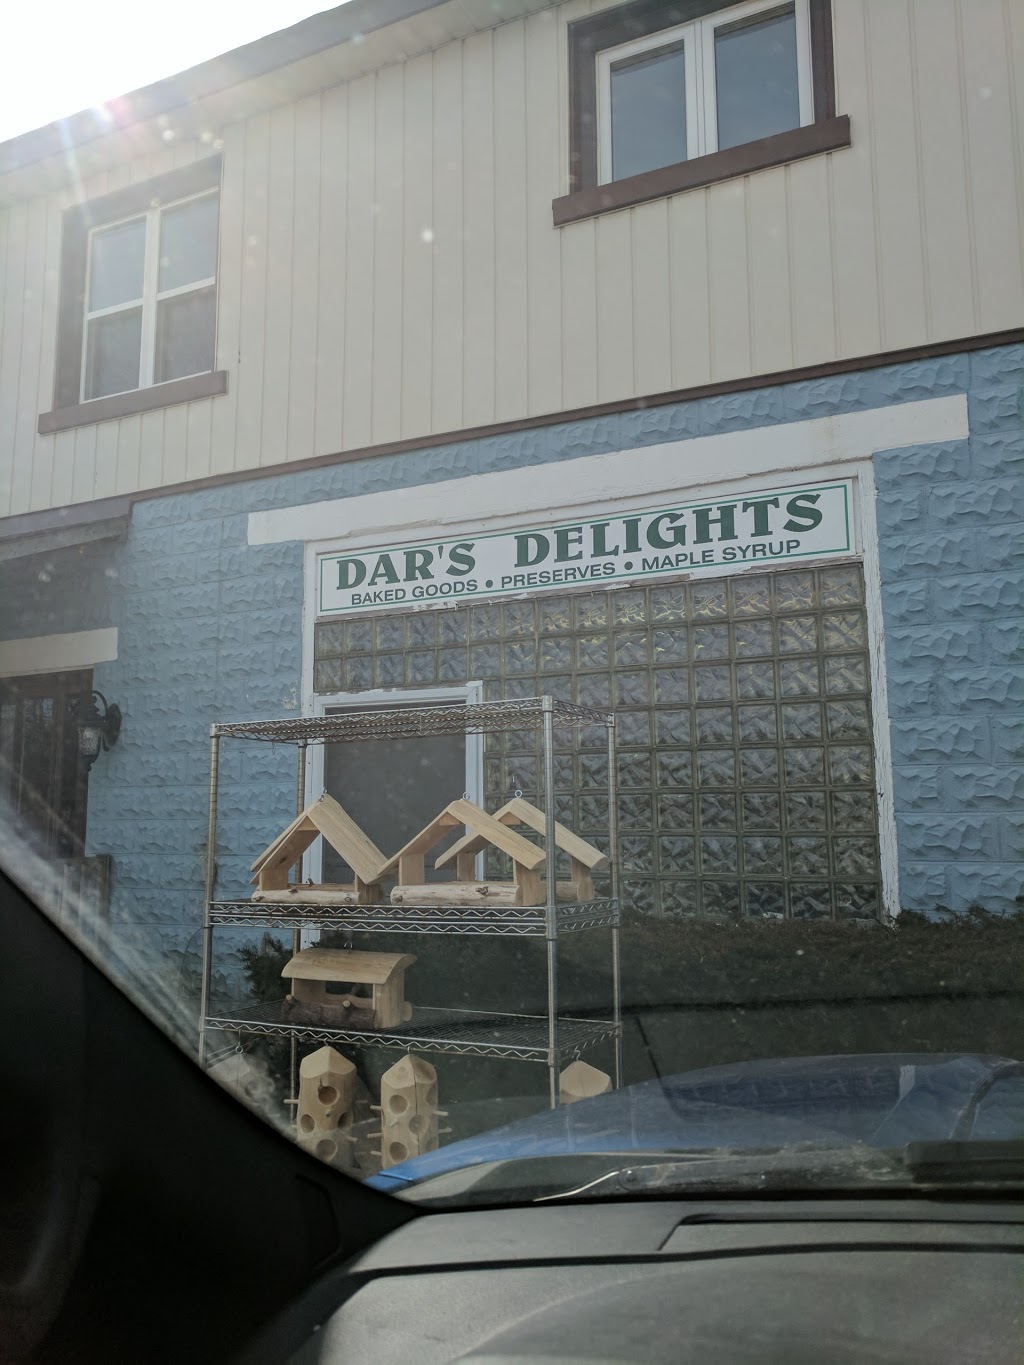 DAR'S DELIGHTS
BAKED GOODS • PRESERVES • MAPLE SYRUP